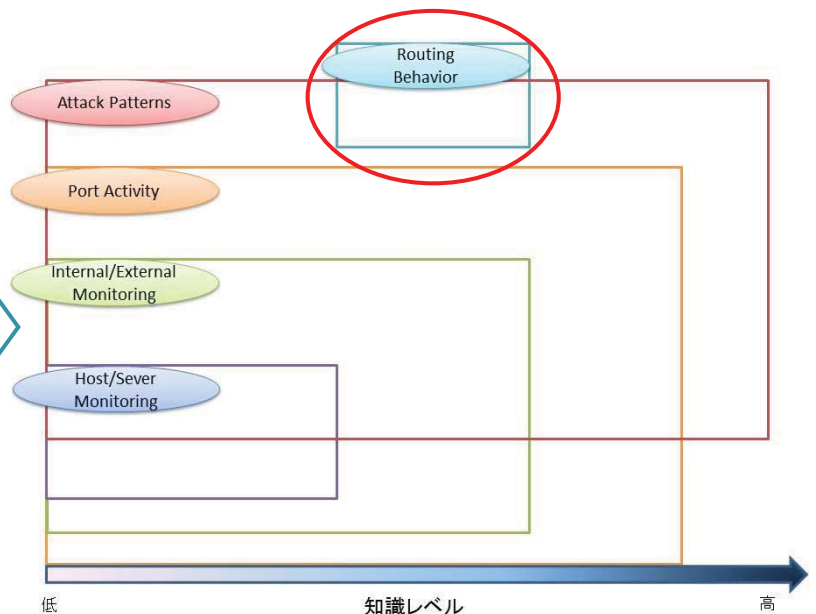 Routing
Behavior
Attack Patterns
Port Activity
Internal/External
Monitoring
Host/Sever
Monitoring
低
知識レベル
高